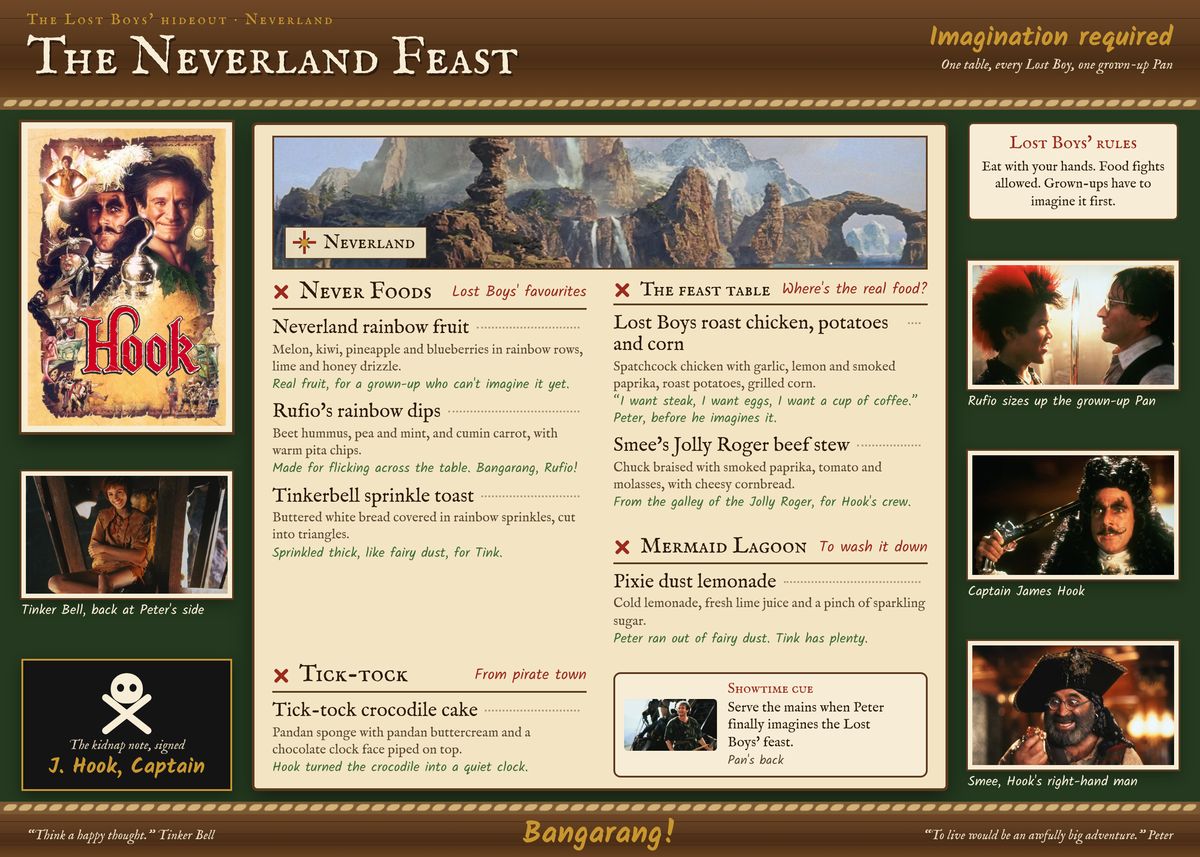 The Lost Boys' hideout · Neverland
The Neverland Feast
Imagination required
One table, every Lost Boy, one grown-up Pan
Hook
Tinker Bell, back at Peter's side
The kidnap note, signed
J. Hook, Captain
Neverland
Never Foods
Lost Boys' favourites
Neverland rainbow fruit
Melon, kiwi, pineapple and blueberries in rainbow rows,
lime and honey drizzle.
Real fruit, for a grown-up who can't imagine it yet.
Rufio's rainbow dips
Beet hummus, pea and mint, and cumin carrot, with
warm pita chips.
Made for flicking across the table. Bangarang, Rufio!
Tinkerbell sprinkle toast
Buttered white bread covered in rainbow sprinkles, cut
into triangles.
Sprinkled thick, like fairy dust, for Tink.
Tick-tock
From pirate town
Tick-tock crocodile cake
Pandan sponge with pandan buttercream and a
chocolate clock face piped on top.
Hook turned the crocodile into a quiet clock.
The feast table
Where's the real food?
Lost Boys roast chicken, potatoes
and corn
Spatchcock chicken with garlic, lemon and smoked
paprika, roast potatoes, grilled corn.
“I want steak, I want eggs, I want a cup of coffee.”
Peter, before he imagines it.
Smee's Jolly Roger beef stew
Chuck braised with smoked paprika, tomato and
molasses, with cheesy cornbread.
From the galley of the Jolly Roger, for Hook's crew.
Mermaid Lagoon
To wash it down
Pixie dust lemonade
Cold lemonade, fresh lime juice and a pinch of sparkling
sugar.
Peter ran out of fairy dust. Tink has plenty.
Showtime cue
Serve the mains when Peter
finally imagines the Lost
Boys' feast.
Pan's back
Lost Boys' rules
Eat with your hands. Food fights
allowed. Grown-ups have to
imagine it first.
Rufio sizes up the grown-up Pan
Captain James Hook
Smee, Hook's right-hand man
“Think a happy thought.” Tinker Bell
Bangarang!
“To live would be an awfully big adventure.” Peter